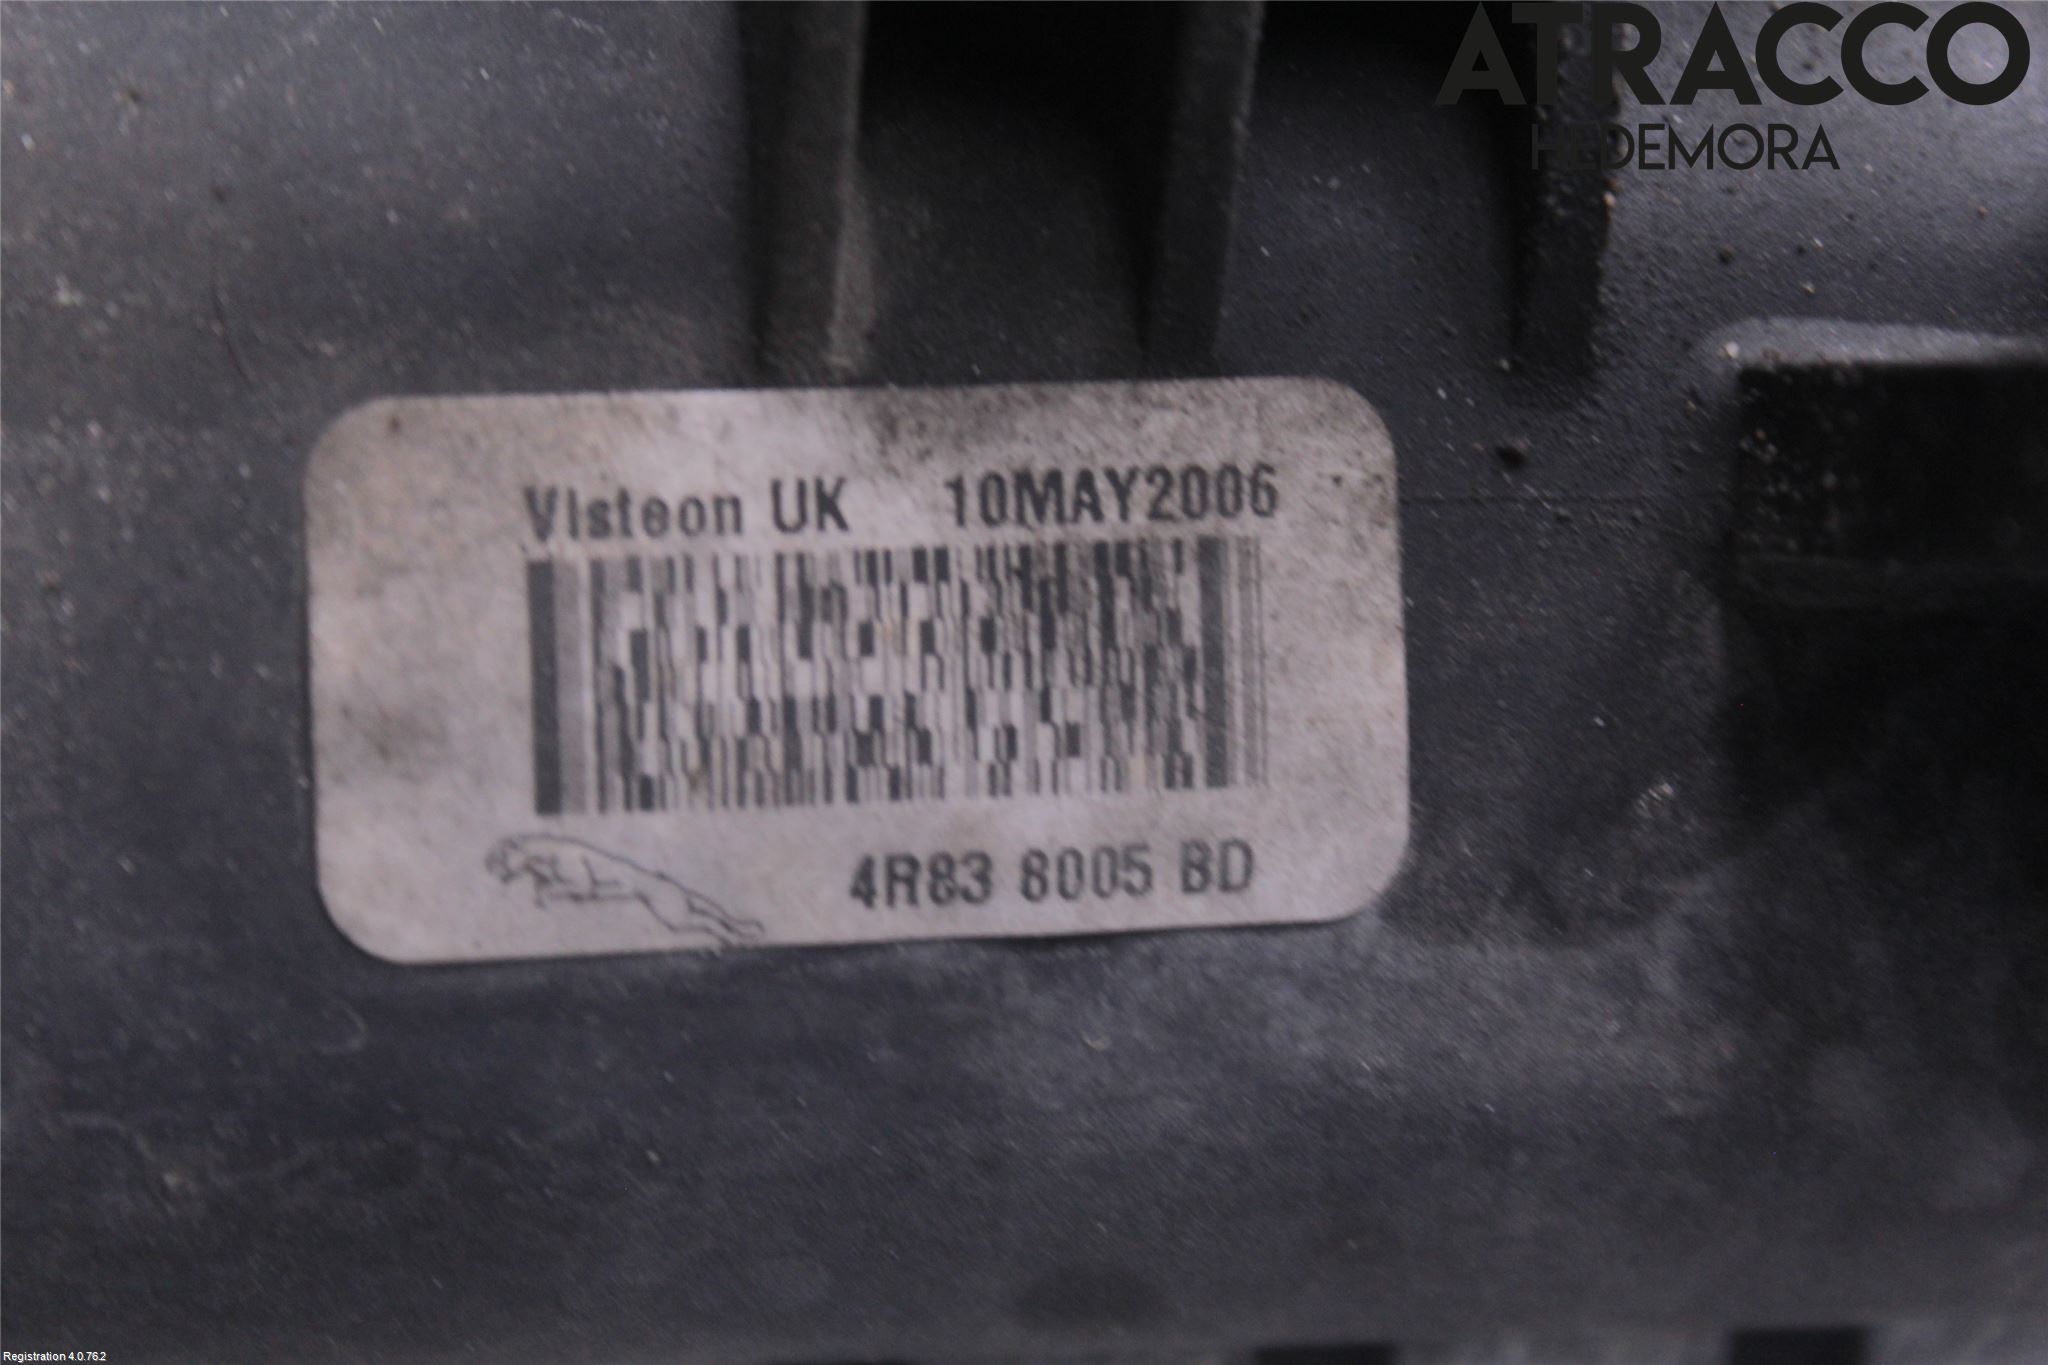 ATRACCO
HEDEMORA
Visteon UK 10MAY2006
4R83 8005 BD
Registration 4.0.76.2